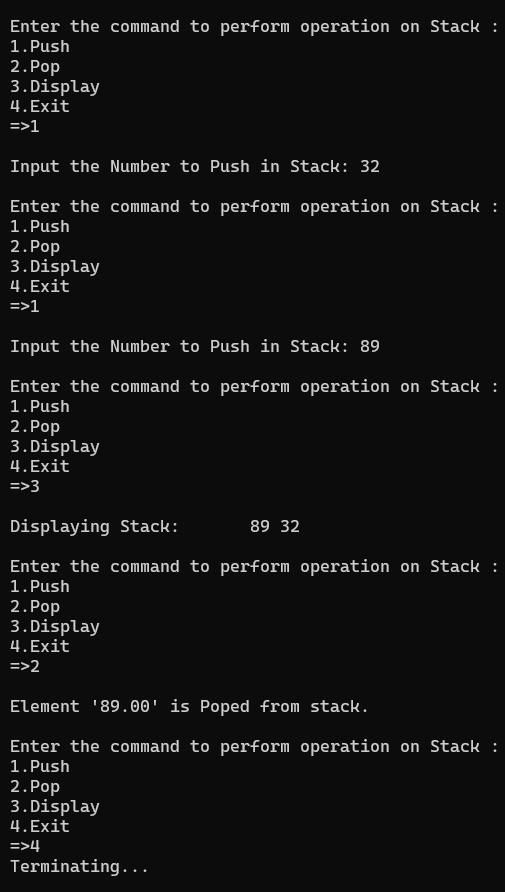 Enter the command to perform operation on Stack :
1.Push
2.Pop
3.Display
4.Exit
=>1
Input the Number to Push in Stack: 32
Enter the command to perform operation on Stack :
1.Push
2.Pop
3.Display
4.Exit
=>1
Input the Number to Push in Stack: 89
Enter the command to perform operation on Stack :
1.Push
2.Pop
3.Display
4.Exit
=>3
Displaying Stack:       89 32
Enter the command to perform operation on Stack :
1.Push
2.Pop
3.Display
4.Exit
=>2
Element '89.00' is Poped from stack.
Enter the command to perform operation on Stack :
1.Push
2.Pop
3.Display
4.Exit
=>4
Terminating...